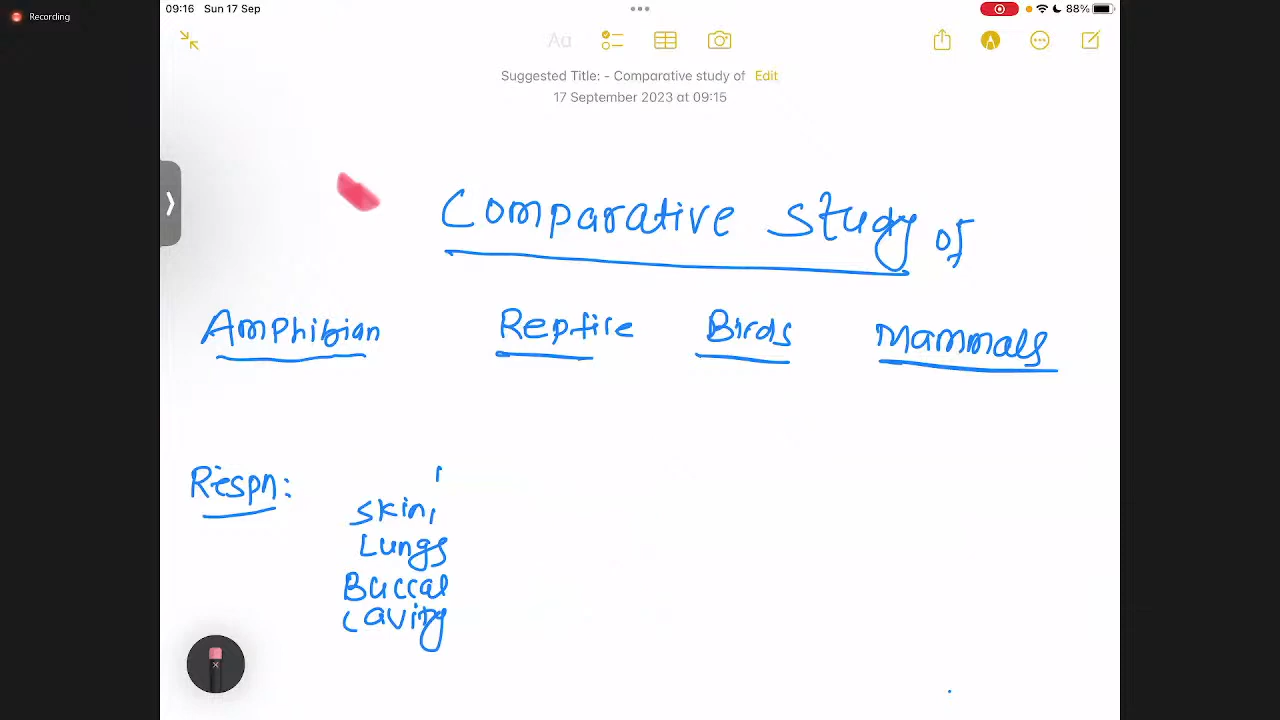 Recording
09:16 Sun 17 Sep
88%
Aa
Suggested Title: - Comparative study of Edit
17 September 2023 at 09:15
Comparative study of
Amphibian Reptire Birds Mammals
Respn:
skin,
Lungs
Buccal
cavity